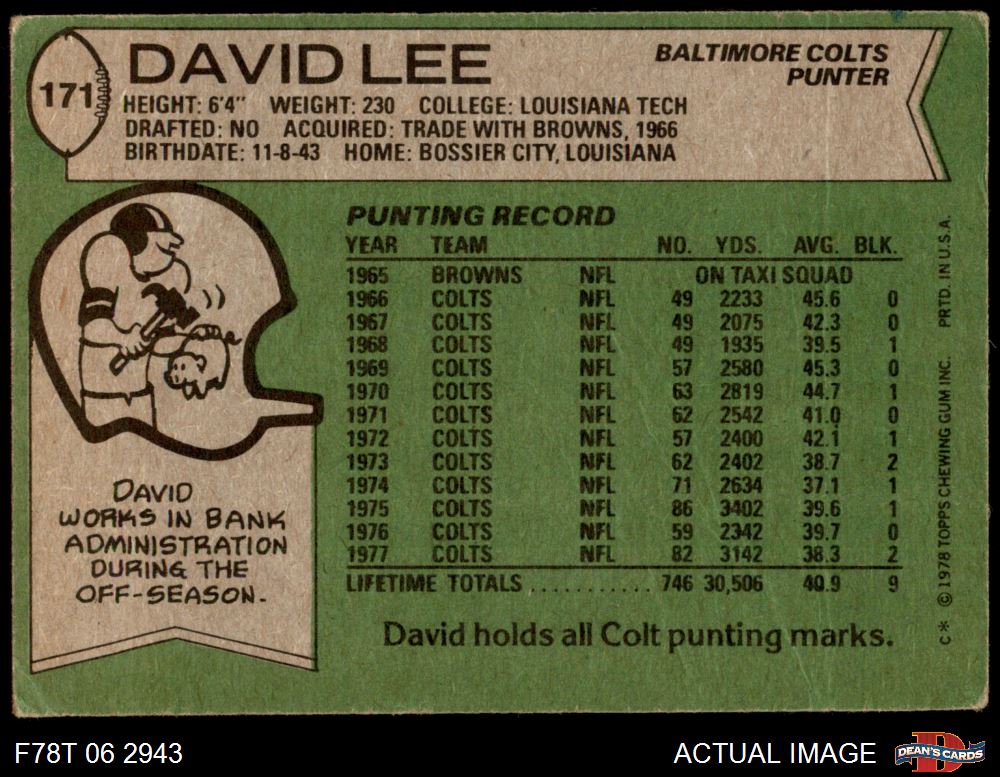 171
DAVID LEE
BALTIMORE COLTS
PUNTER
HEIGHT: 6'4" WEIGHT: 230 COLLEGE: LOUISIANA TECH
DRAFTED: NO ACQUIRED: TRADE WITH BROWNS, 1966
BIRTHDATE: 11-8-43 HOME: BOSSIER CITY, LOUISIANA
PUNTING RECORD
YEAR TEAM NO. YDS. AVG. BLK.
1965 BROWNS NFL ON TAXI SQUAD
1966 COLTS NFL 49 2233 45.6 0
1967 COLTS NFL 49 2075 42.3 0
1968 COLTS NFL 49 1935 39.5 1
1969 COLTS NFL 57 2580 45.3 0
1970 COLTS NFL 63 2819 44.7 1
1971 COLTS NFL 62 2542 41.0 0
1972 COLTS NFL 57 2400 42.1 1
1973 COLTS NFL 62 2402 38.7 2
1974 COLTS NFL 71 2634 37.1 1
1975 COLTS NFL 86 3402 39.6 1
1976 COLTS NFL 59 2342 39.7 0
1977 COLTS NFL 82 3142 38.3 2
LIFETIME TOTALS .......... 746 30,506 40.9 9
David holds all Colt punting marks.
DAVID
WORKS IN BANK
ADMINISTRATION
DURING THE
OFF-SEASON.
C* © 1978 TOPPS CHEWING GUM INC. PRTD. IN U.S.A.
F78T 06 2943
ACTUAL IMAGE
D
DEAN'S CARDS